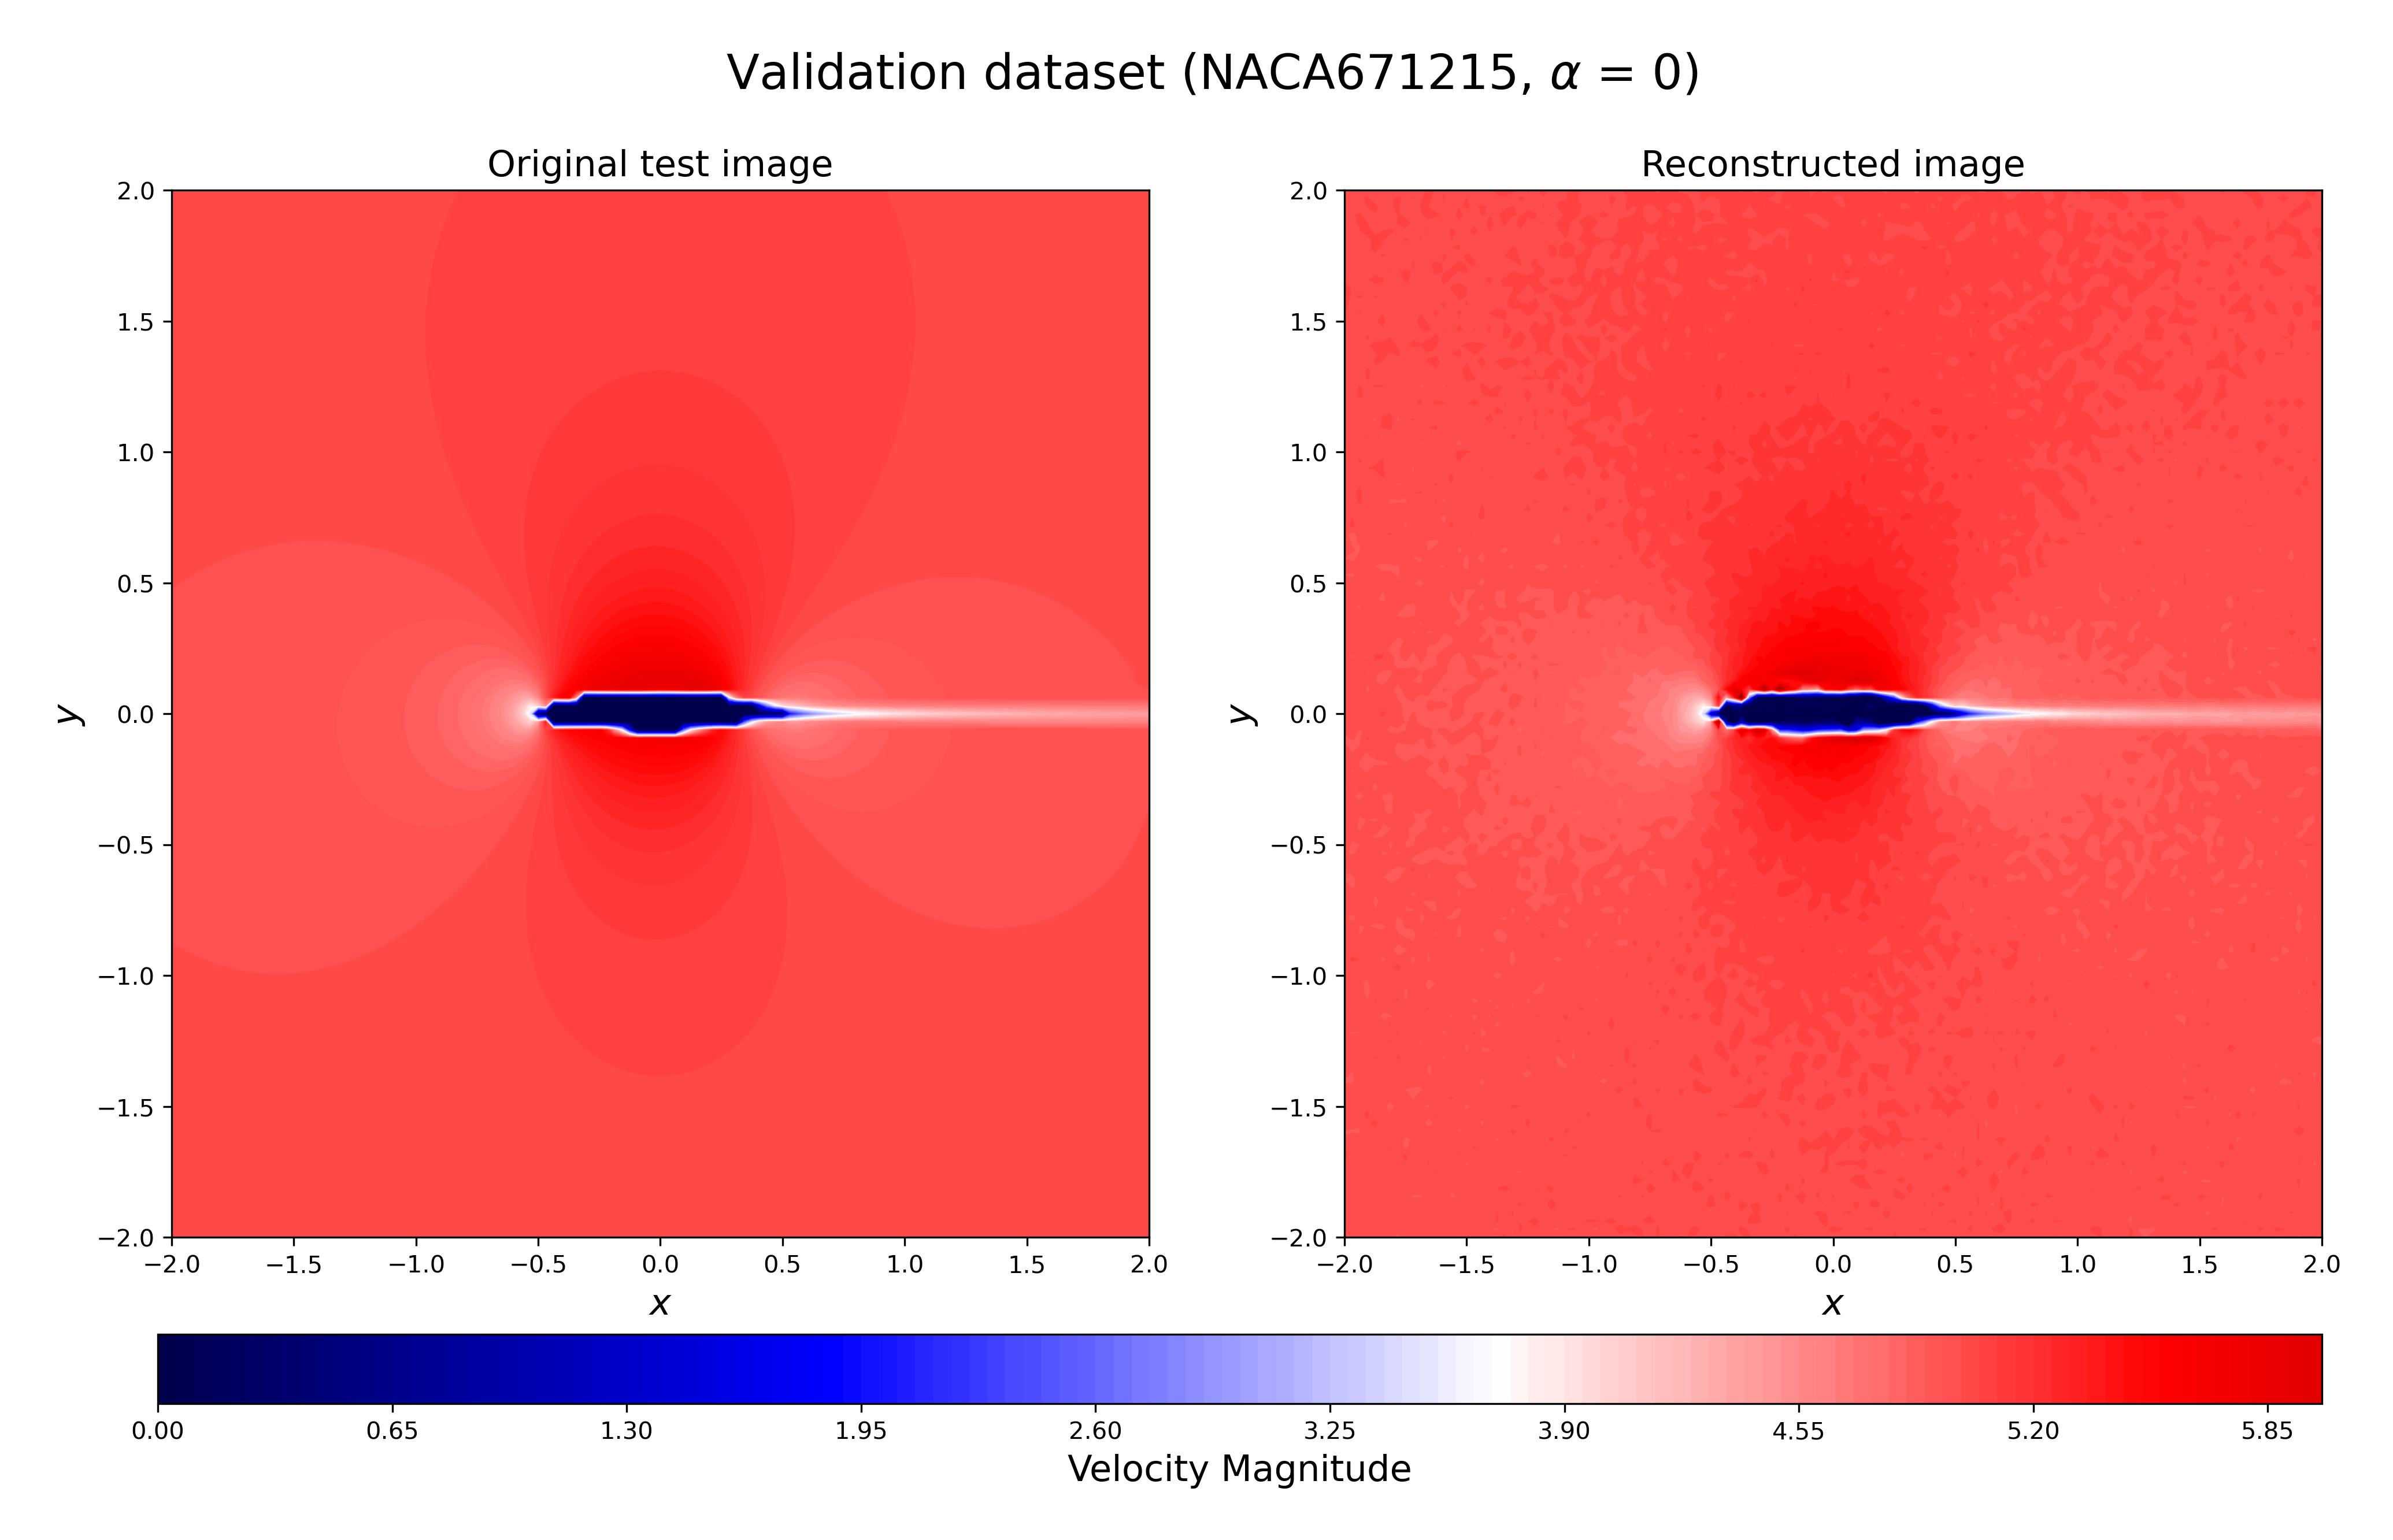 Validation dataset (NACA671215, α = 0)
Original test image
Reconstructed image
2.0
1.5
1.0
0.5
0.0
−0.5
−1.0
−1.5
−2.0
y
−2.0 −1.5 −1.0 −0.5 0.0 0.5 1.0 1.5 2.0
x
2.0
1.5
1.0
0.5
0.0
−0.5
−1.0
−1.5
−2.0
y
−2.0 −1.5 −1.0 −0.5 0.0 0.5 1.0 1.5 2.0
x
0.00 0.65 1.30 1.95 2.60 3.25 3.90 4.55 5.20 5.85
Velocity Magnitude